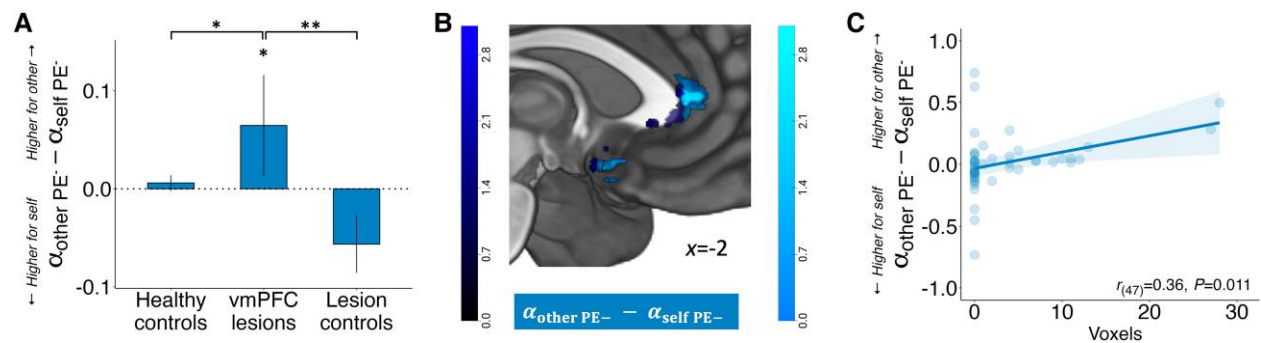 A
*
**
*
← Higher for self   Higher for other →
αother PE- − αself PE-
0.1
0.0
-0.1
Healthy controls
vmPFC lesions
Lesion controls
B
2.8
2.1
1.4
0.7
0.0
x=-2
αother PE− − αself PE−
2.8
2.1
1.4
0.7
0.0
C
← Higher for self   Higher for other →
αother PE- − αself PE-
1.0
0.5
0.0
-0.5
-1.0
r(47)=0.36, P=0.011
0 10 20 30
Voxels